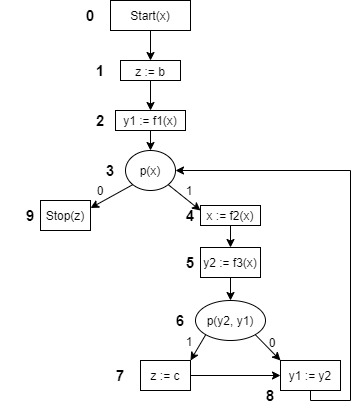 0 Start(x)
1 z := b
2 y1 := f1(x)
3 p(x)
0 1
9 Stop(z) 4 x := f2(x)
5 y2 := f3(x)
6 p(y2, y1)
1 0
7 z := c y1 := y2
8